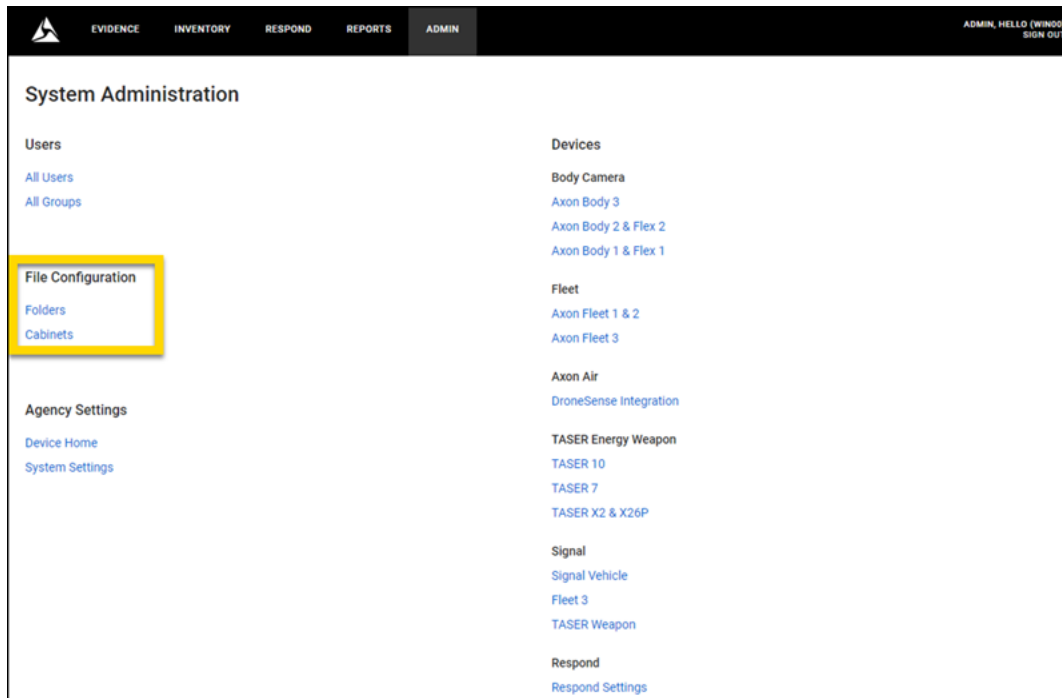 EVIDENCE INVENTORY RESPOND REPORTS ADMIN
ADMIN, HELLO (WIN00
SIGN OUT
System Administration
Users
All Users
All Groups
File Configuration
Folders
Cabinets
Agency Settings
Device Home
System Settings
Devices
Body Camera
Axon Body 3
Axon Body 2 & Flex 2
Axon Body 1 & Flex 1
Fleet
Axon Fleet 1 & 2
Axon Fleet 3
Axon Air
DroneSense Integration
TASER Energy Weapon
TASER 10
TASER 7
TASER X2 & X26P
Signal
Signal Vehicle
Fleet 3
TASER Weapon
Respond
Respond Settings